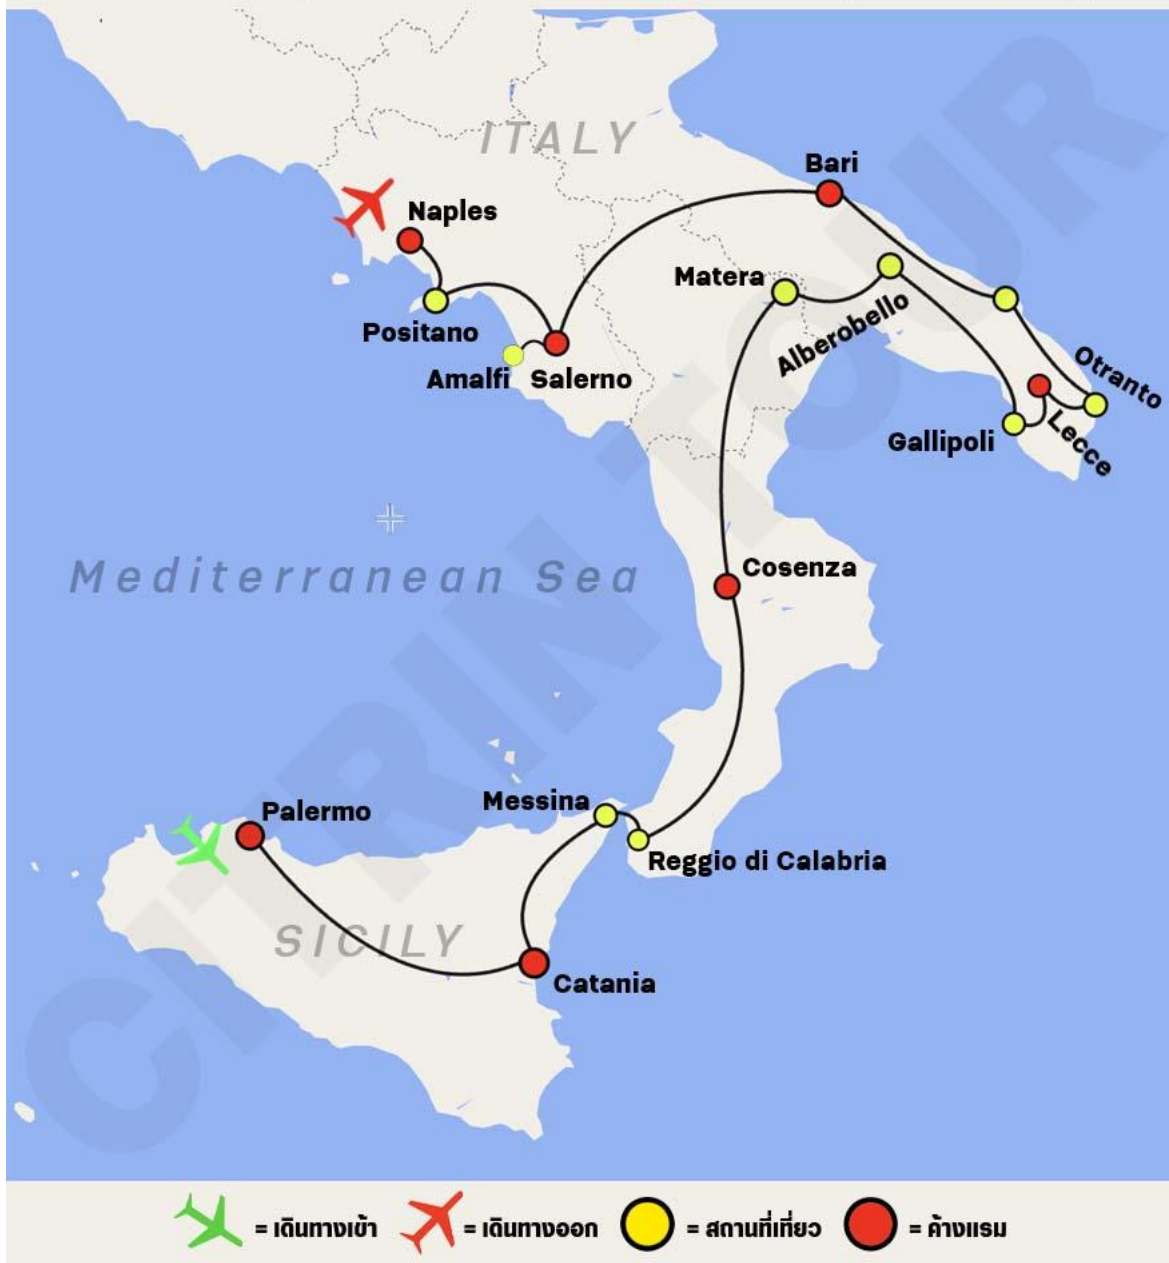 ITALY
Bari
Naples
Matera
Positano
Alberobello
Otranto
Amalfi
Salerno
Gallipoli
Lecce
Cosenza
Mediterranean Sea
Messina
Palermo
Reggio di Calabria
SICILY
Catania
CITRIN TOUR
= เดินทางเข้า
= เดินทางออก
= สถานที่เที่ยว
= ค้างแรม